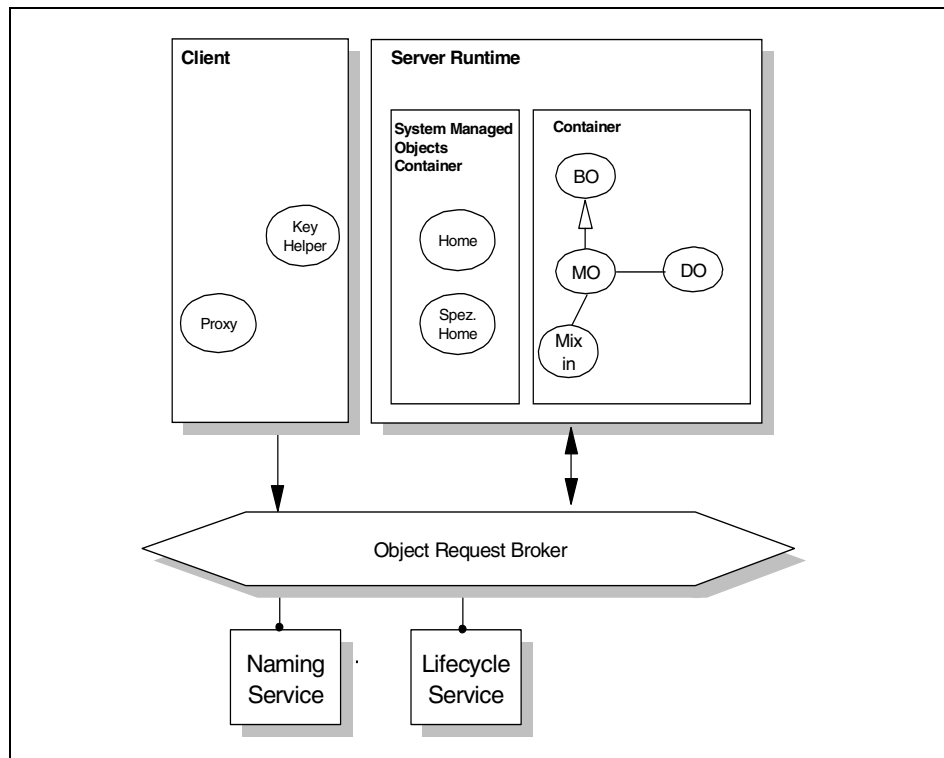 Client
Key
Helper
Proxy
Server Runtime
System Managed
Objects
Container
Home
Spez.
Home
Container
BO
MO
DO
Mix
in
Object Request Broker
Naming
Service
.
Lifecycle
Service